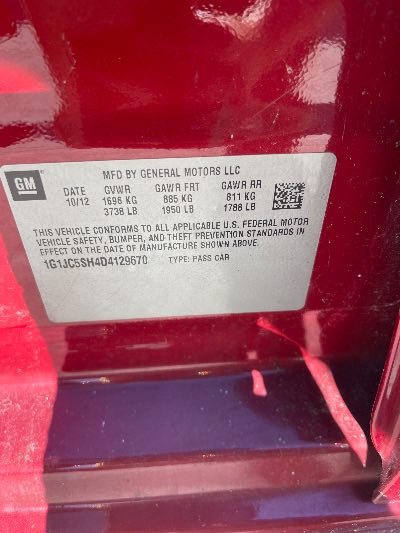 GM
MFD BY GENERAL MOTORS LLC
DATE GVWR GAWR FRT GAWR RR
10/12 1696 KG 885 KG 811 KG
3738 LB 1950 LB 1788 LB
THIS VEHICLE CONFORMS TO ALL APPLICABLE U.S. FEDERAL MOTOR
VEHICLE SAFETY, BUMPER, AND THEFT PREVENTION STANDARDS IN
EFFECT ON THE DATE OF MANUFACTURE SHOWN ABOVE.
1G1JC5SH4D4129670 TYPE: PASS CAR